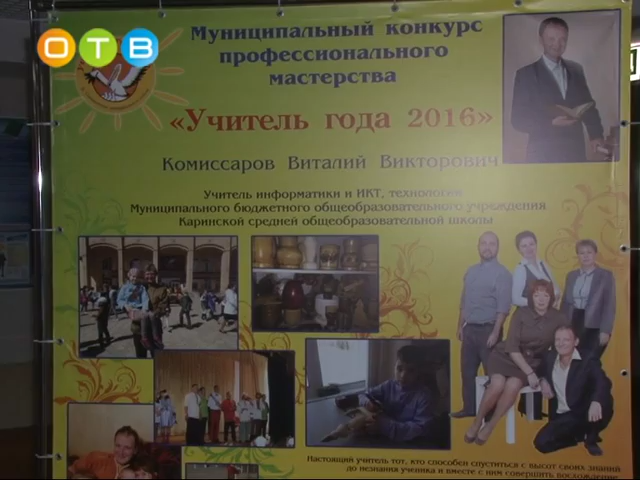 ОТВ
Муниципальный конкурс
профессионального
мастерства
«Учитель года 2016»
Комиссаров Виталий Викторович
Учитель информатики и ИКТ, технологии
Муниципального бюджетного общеобразовательного учреждения
Каринской средней общеобразовательной школы
Настоящий учитель тот, кто способен спуститься с высот своих знаний
до незнания ученика и вместе с ним совершить восхождение